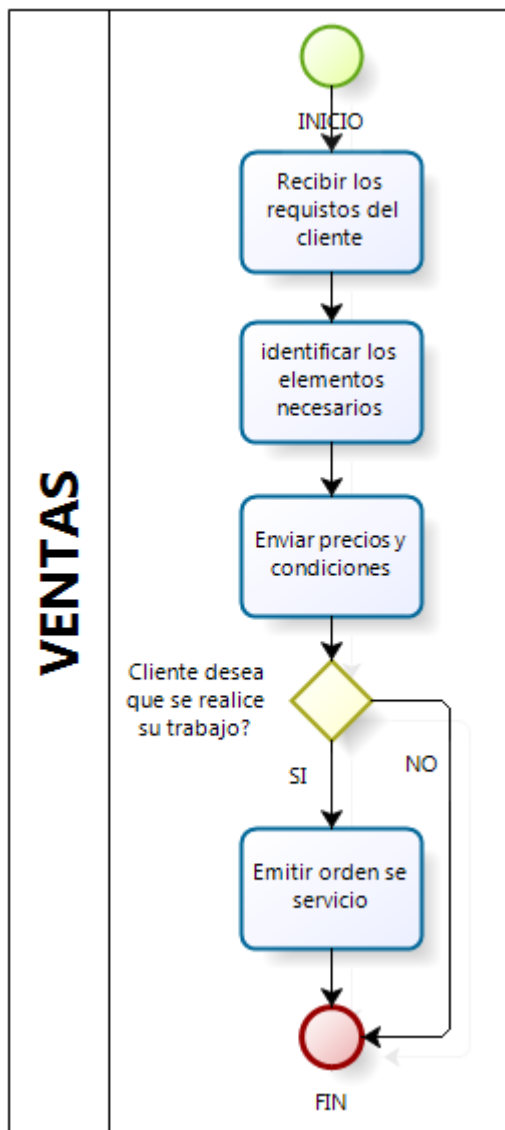 VENTAS
INICIO
Recibir los
requistos del
cliente
identificar los
elementos
necesarios
Enviar precios y
condiciones
Cliente desea
que se realice
su trabajo?
SI
NO
Emitir orden se
servicio
FIN